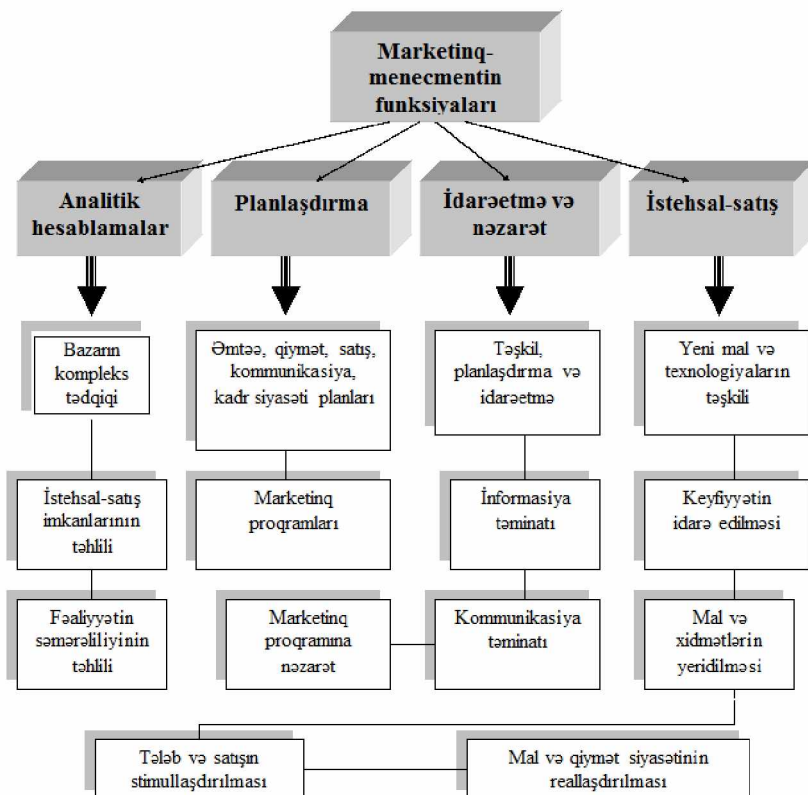 Marketinq-
menecmentin
funksiyaları
Analitik
hesablamalar
Planlaşdırma
İdarəetmə və
nəzarət
İstehsal-satış
Bazarın
kompleks
tədqiqi
Əmtəə, qiymət, satış,
kommunikasiya,
kadr siyasəti planları
Təşkil,
planlaşdırma və
idarəetmə
Yeni mal və
texnologiyaların
təşkili
İstehsal-satış
imkanlarının
təhlili
Marketinq
proqramları
İnformasiya
təminatı
Keyfiyyətin
idarə edilməsi
Fəaliyyətin
səmərəliliyinin
təhlili
Marketinq
proqramına
nəzarət
Kommunikasiya
təminatı
Mal və
xidmətlərin
yeridilməsi
Tələb və satışın
stimullaşdırılması
Mal və qiymət siyasətinin
reallaşdırılması